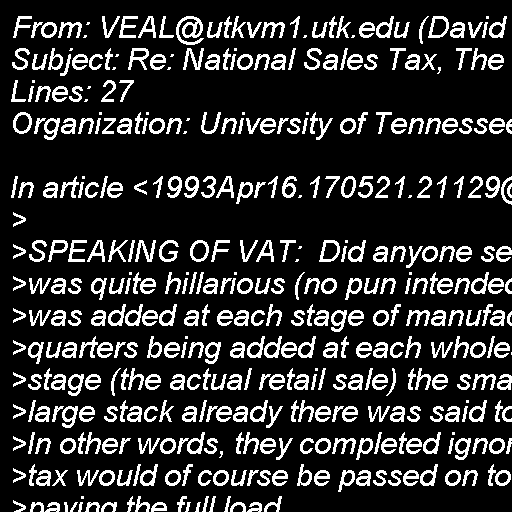 From: VEAL@utkvm1.utk.edu (David
Subject: Re: National Sales Tax, The
Lines: 27
Organization: University of Tennessee
In article <1993Apr16.170521.21129@
>
>SPEAKING OF VAT:  Did anyone se
>was quite hillarious (no pun intended
>was added at each stage of manufac
>quarters being added at each whole
>stage (the actual retail sale) the sma
>large stack already there was said to
>In other words, they completed ignor
>tax would of course be passed on to
>paying the full load